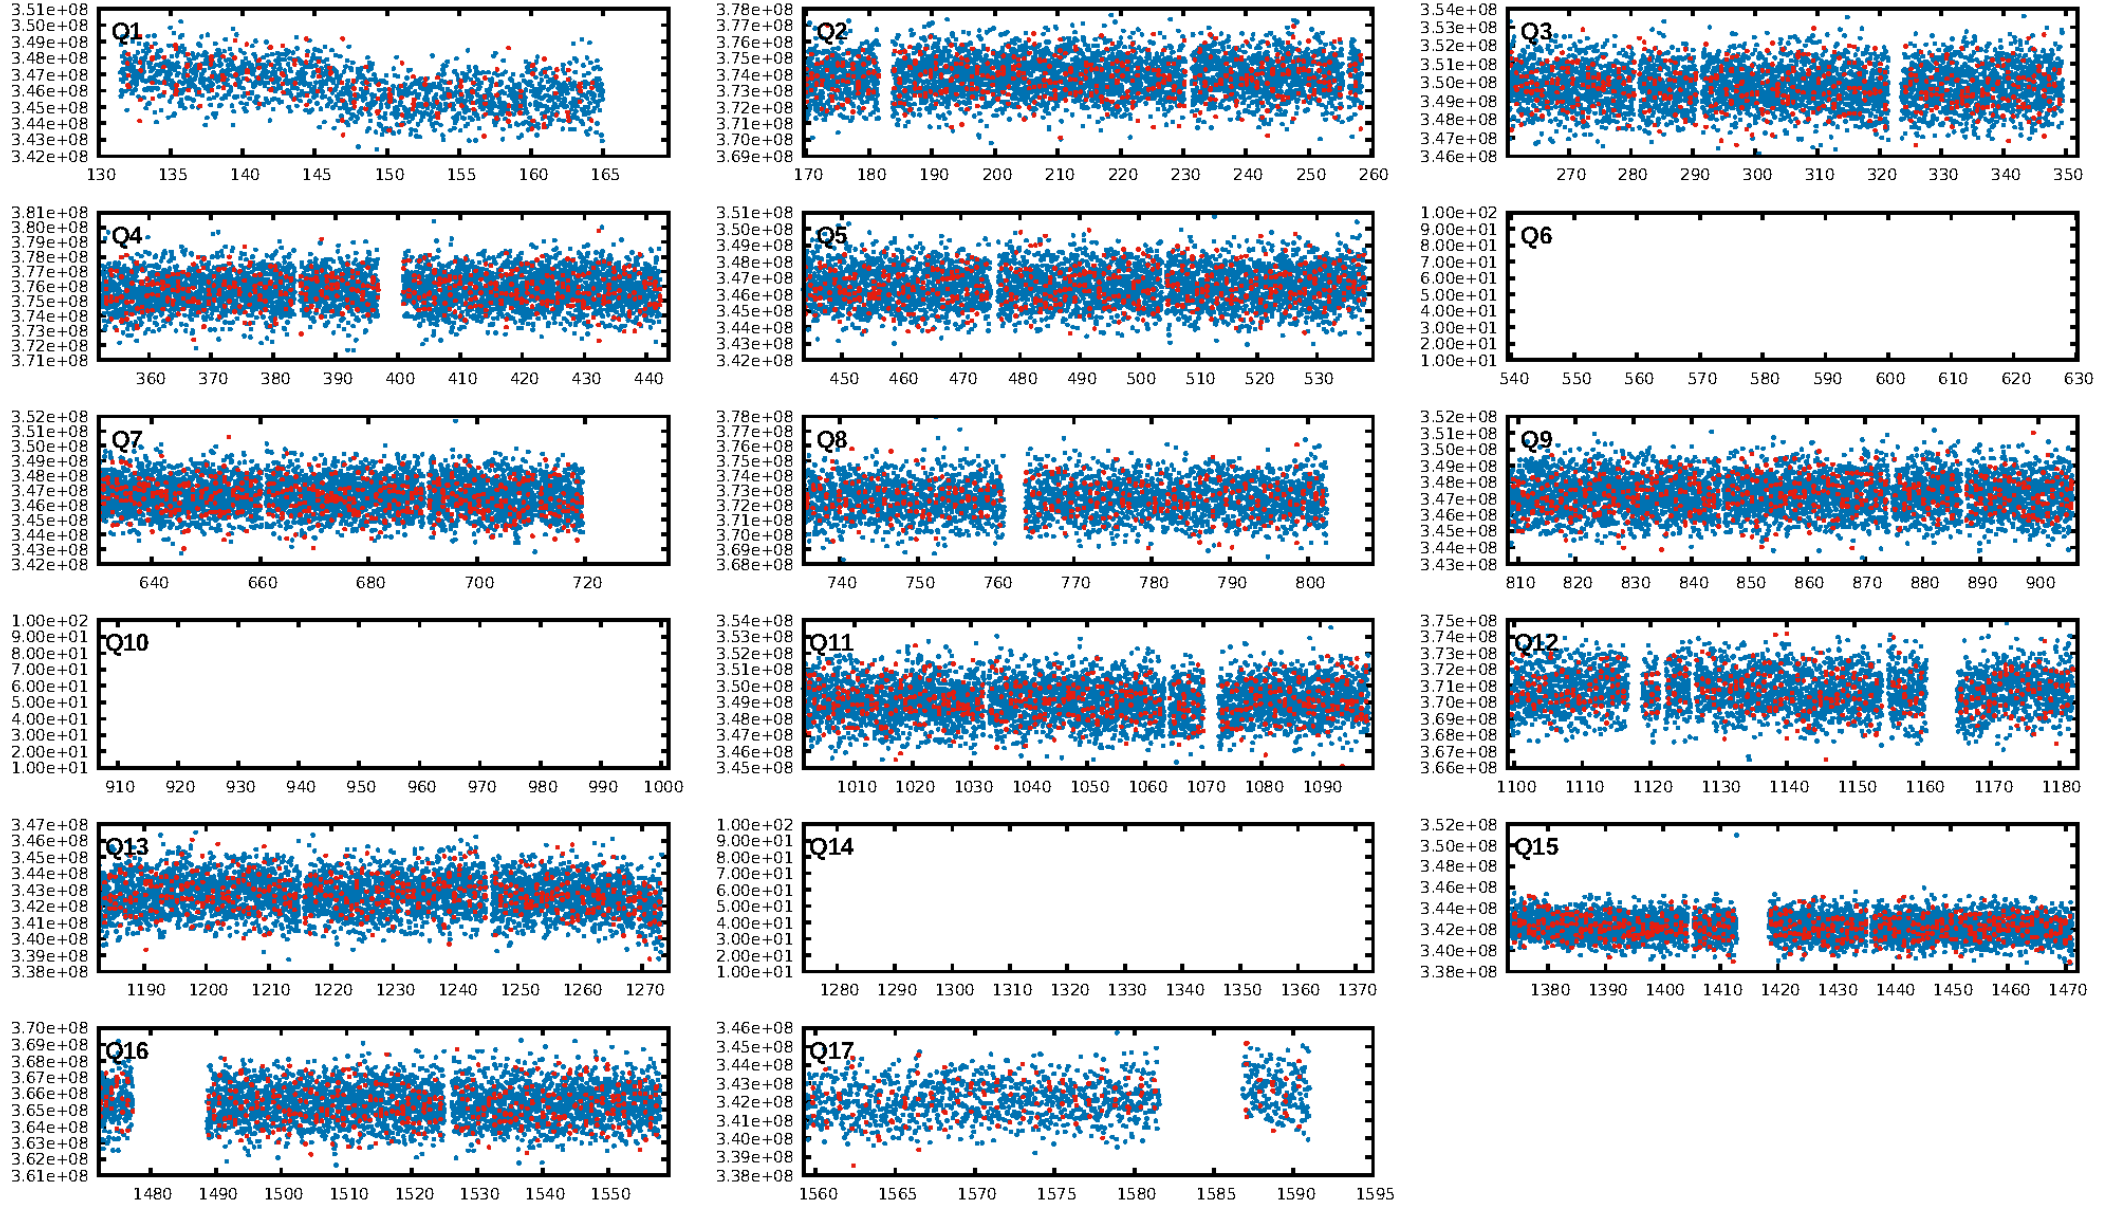 Q1
3.51e+08
3.50e+08
3.49e+08
3.48e+08
3.47e+08
3.46e+08
3.45e+08
3.44e+08
3.43e+08
3.42e+08
130 135 140 145 150 155 160 165
Q2
3.78e+08
3.77e+08
3.76e+08
3.75e+08
3.74e+08
3.73e+08
3.72e+08
3.71e+08
3.70e+08
3.69e+08
170 180 190 200 210 220 230 240 250 260
Q3
3.54e+08
3.53e+08
3.52e+08
3.51e+08
3.50e+08
3.49e+08
3.48e+08
3.47e+08
3.46e+08
270 280 290 300 310 320 330 340 350
Q4
3.81e+08
3.80e+08
3.79e+08
3.78e+08
3.77e+08
3.76e+08
3.75e+08
3.74e+08
3.73e+08
3.72e+08
3.71e+08
360 370 380 390 400 410 420 430 440
Q5
3.51e+08
3.50e+08
3.49e+08
3.48e+08
3.47e+08
3.46e+08
3.45e+08
3.44e+08
3.43e+08
3.42e+08
450 460 470 480 490 500 510 520 530
Q6
1.00e+02
9.00e+01
8.00e+01
7.00e+01
6.00e+01
5.00e+01
4.00e+01
3.00e+01
2.00e+01
1.00e+01
540 550 560 570 580 590 600 610 620 630
Q7
3.52e+08
3.51e+08
3.50e+08
3.49e+08
3.48e+08
3.47e+08
3.46e+08
3.45e+08
3.44e+08
3.43e+08
3.42e+08
640 660 680 700 720
Q8
3.78e+08
3.77e+08
3.76e+08
3.75e+08
3.74e+08
3.73e+08
3.72e+08
3.71e+08
3.70e+08
3.69e+08
3.68e+08
740 750 760 770 780 790 800
Q9
3.52e+08
3.51e+08
3.50e+08
3.49e+08
3.48e+08
3.47e+08
3.46e+08
3.45e+08
3.44e+08
3.43e+08
810 820 830 840 850 860 870 880 890 900
Q10
1.00e+02
9.00e+01
8.00e+01
7.00e+01
6.00e+01
5.00e+01
4.00e+01
3.00e+01
2.00e+01
1.00e+01
910 920 930 940 950 960 970 980 990 1000
Q11
3.54e+08
3.53e+08
3.52e+08
3.51e+08
3.50e+08
3.49e+08
3.48e+08
3.47e+08
3.46e+08
3.45e+08
1010 1020 1030 1040 1050 1060 1070 1080 1090
Q12
3.75e+08
3.74e+08
3.73e+08
3.72e+08
3.71e+08
3.70e+08
3.69e+08
3.68e+08
3.67e+08
3.66e+08
1100 1110 1120 1130 1140 1150 1160 1170 1180
Q13
3.47e+08
3.46e+08
3.45e+08
3.44e+08
3.43e+08
3.42e+08
3.41e+08
3.40e+08
3.39e+08
3.38e+08
1190 1200 1210 1220 1230 1240 1250 1260 1270
Q14
1.00e+02
9.00e+01
8.00e+01
7.00e+01
6.00e+01
5.00e+01
4.00e+01
3.00e+01
2.00e+01
1.00e+01
1280 1290 1300 1310 1320 1330 1340 1350 1360 1370
Q15
3.52e+08
3.50e+08
3.48e+08
3.46e+08
3.44e+08
3.42e+08
3.40e+08
3.38e+08
1380 1390 1400 1410 1420 1430 1440 1450 1460 1470
Q16
3.70e+08
3.69e+08
3.68e+08
3.67e+08
3.66e+08
3.65e+08
3.64e+08
3.63e+08
3.62e+08
3.61e+08
1480 1490 1500 1510 1520 1530 1540 1550
Q17
3.46e+08
3.45e+08
3.44e+08
3.43e+08
3.42e+08
3.41e+08
3.40e+08
3.39e+08
3.38e+08
1560 1565 1570 1575 1580 1585 1590 1595